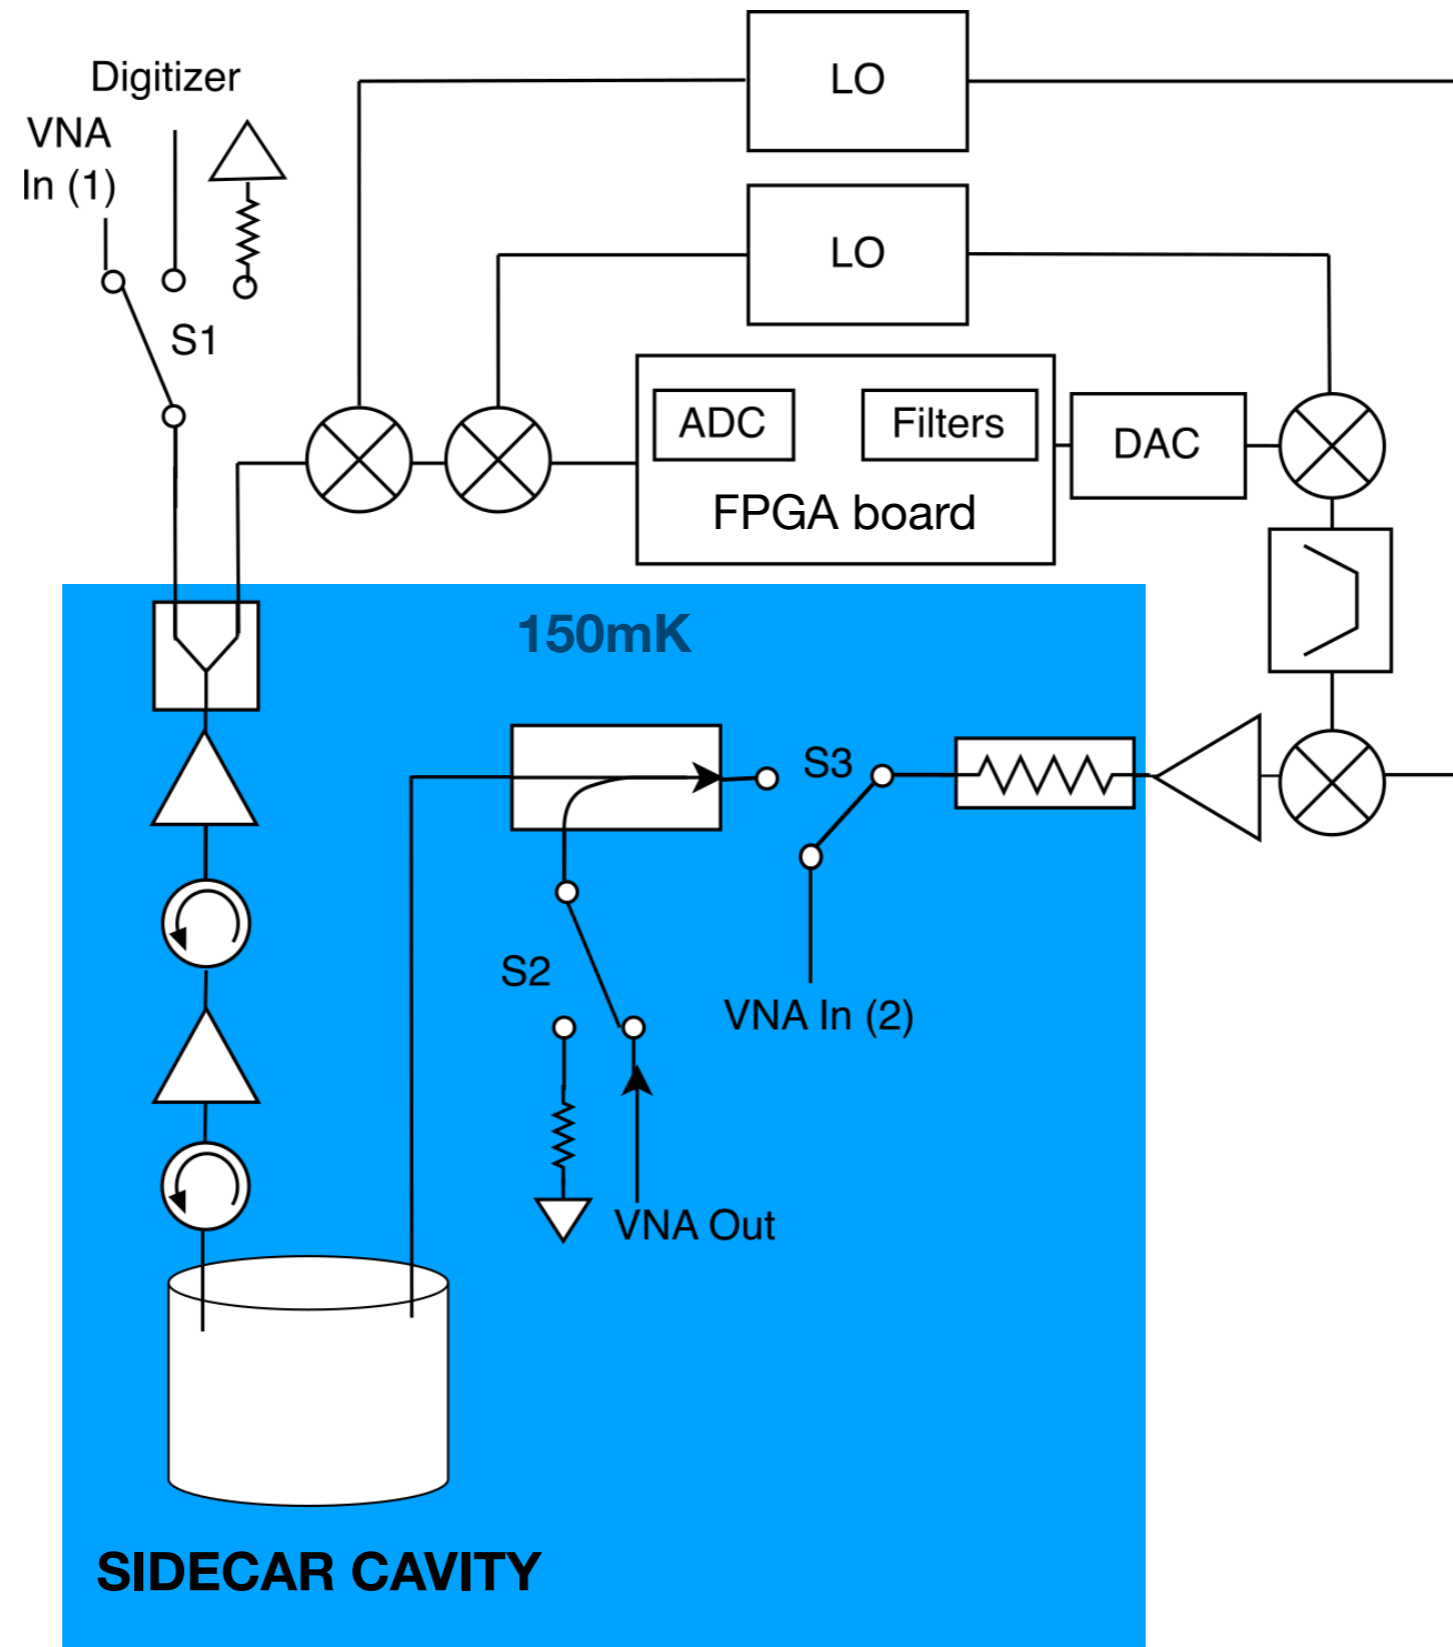 LO
Digitizer
VNA
In (1)
LO
S1
ADC
Filters
DAC
FPGA board
150mK
S3
S2
VNA In (2)
VNA Out
SIDECAR CAVITY